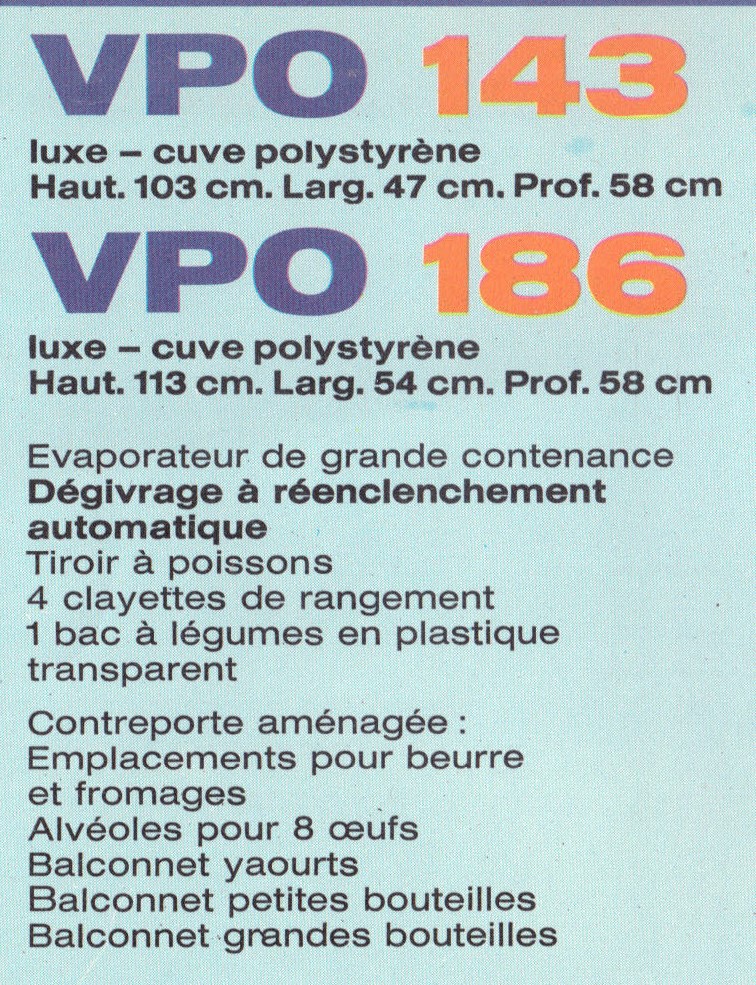 VPO 143
luxe – cuve polystyrène
Haut. 103 cm. Larg. 47 cm. Prof. 58 cm
VPO 186
luxe – cuve polystyrène
Haut. 113 cm. Larg. 54 cm. Prof. 58 cm
Evaporateur de grande contenance
Dégivrage à réenclenchement
automatique
Tiroir à poissons
4 clayettes de rangement
1 bac à légumes en plastique
transparent
Contreporte aménagée :
Emplacements pour beurre
et fromages
Alvéoles pour 8 œufs
Balconnet yaourts
Balconnet petites bouteilles
Balconnet grandes bouteilles